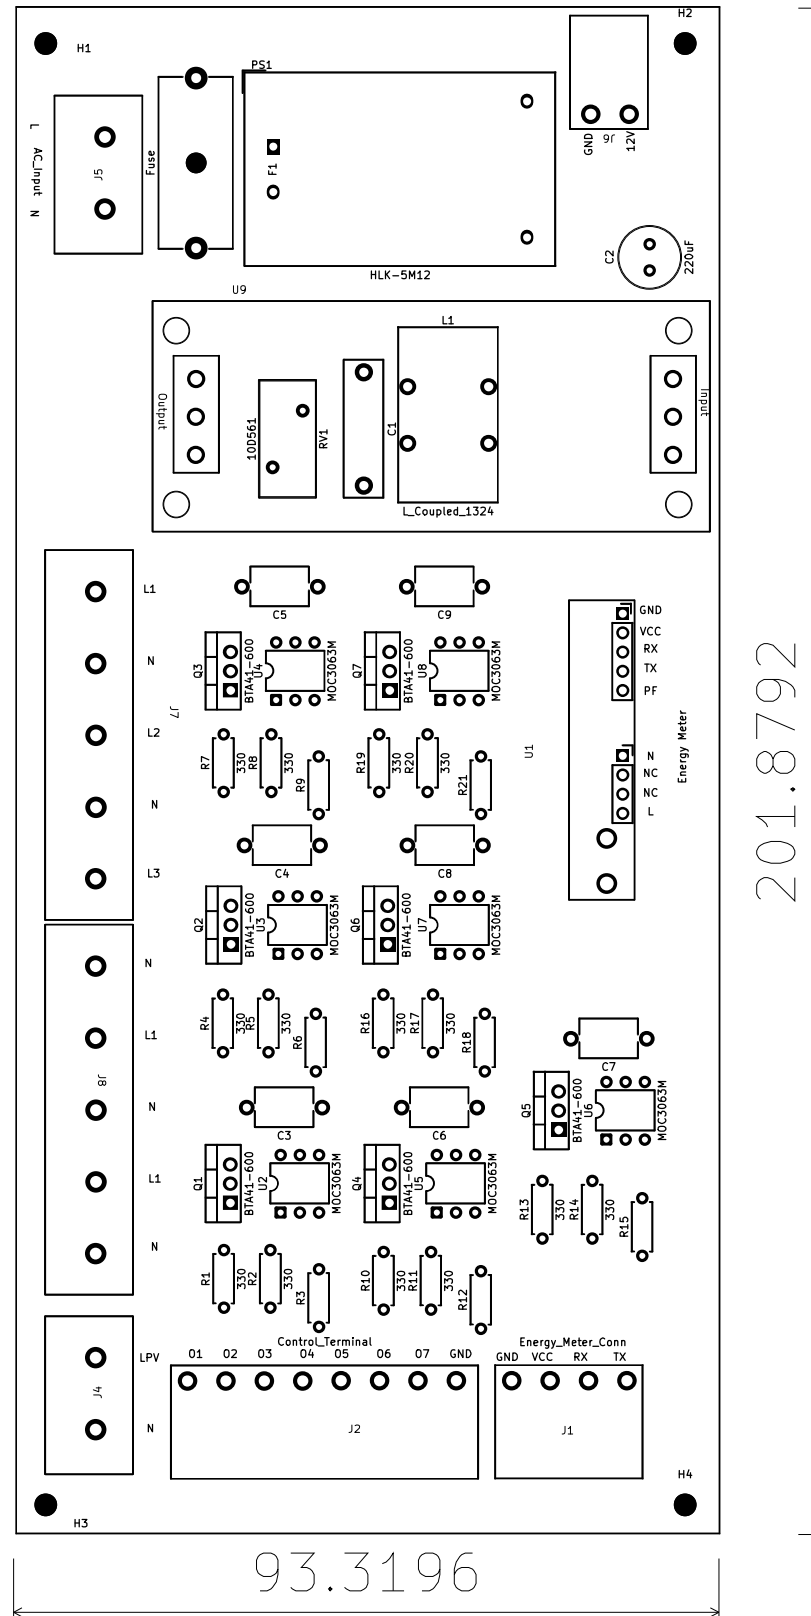 H2
H1
PS1
L
AC_Input
N
J5
Fuse
F1
HLK-5M12
GND
J6
12V
C2
220uF
U9
L1
Output
10D561
RV1
C1
L_Coupled_1324
Input
L1
N
L2
N
L3
J7
C5
C9
Q3
BTA41-600
U4
MOC3063M
Q7
BTA41-600
U8
MOC3063M
GND
VCC
RX
TX
PF
U1
Energy Meter
N
NC
NC
L
R7
330
R8
330
R9
R19
330
R20
330
R21
C4
C8
Q2
BTA41-600
U3
MOC3063M
Q6
BTA41-600
U7
MOC3063M
N
L1
N
L1
N
J8
R4
330
R5
330
R6
R16
330
R17
330
R18
C3
C6
C7
Q5
BTA41-600
U6
MOC3063M
Q1
BTA41-600
U2
MOC3063M
Q4
BTA41-600
U5
MOC3063M
R13
330
R14
330
R15
R1
330
R2
330
R3
R10
330
R11
330
R12
LPV
J4
N
Control_Terminal
O1 O2 O3 O4 O5 O6 O7 GND
J2
Energy_Meter_Conn
GND VCC RX TX
J1
H4
H3
93.3196
201.8792